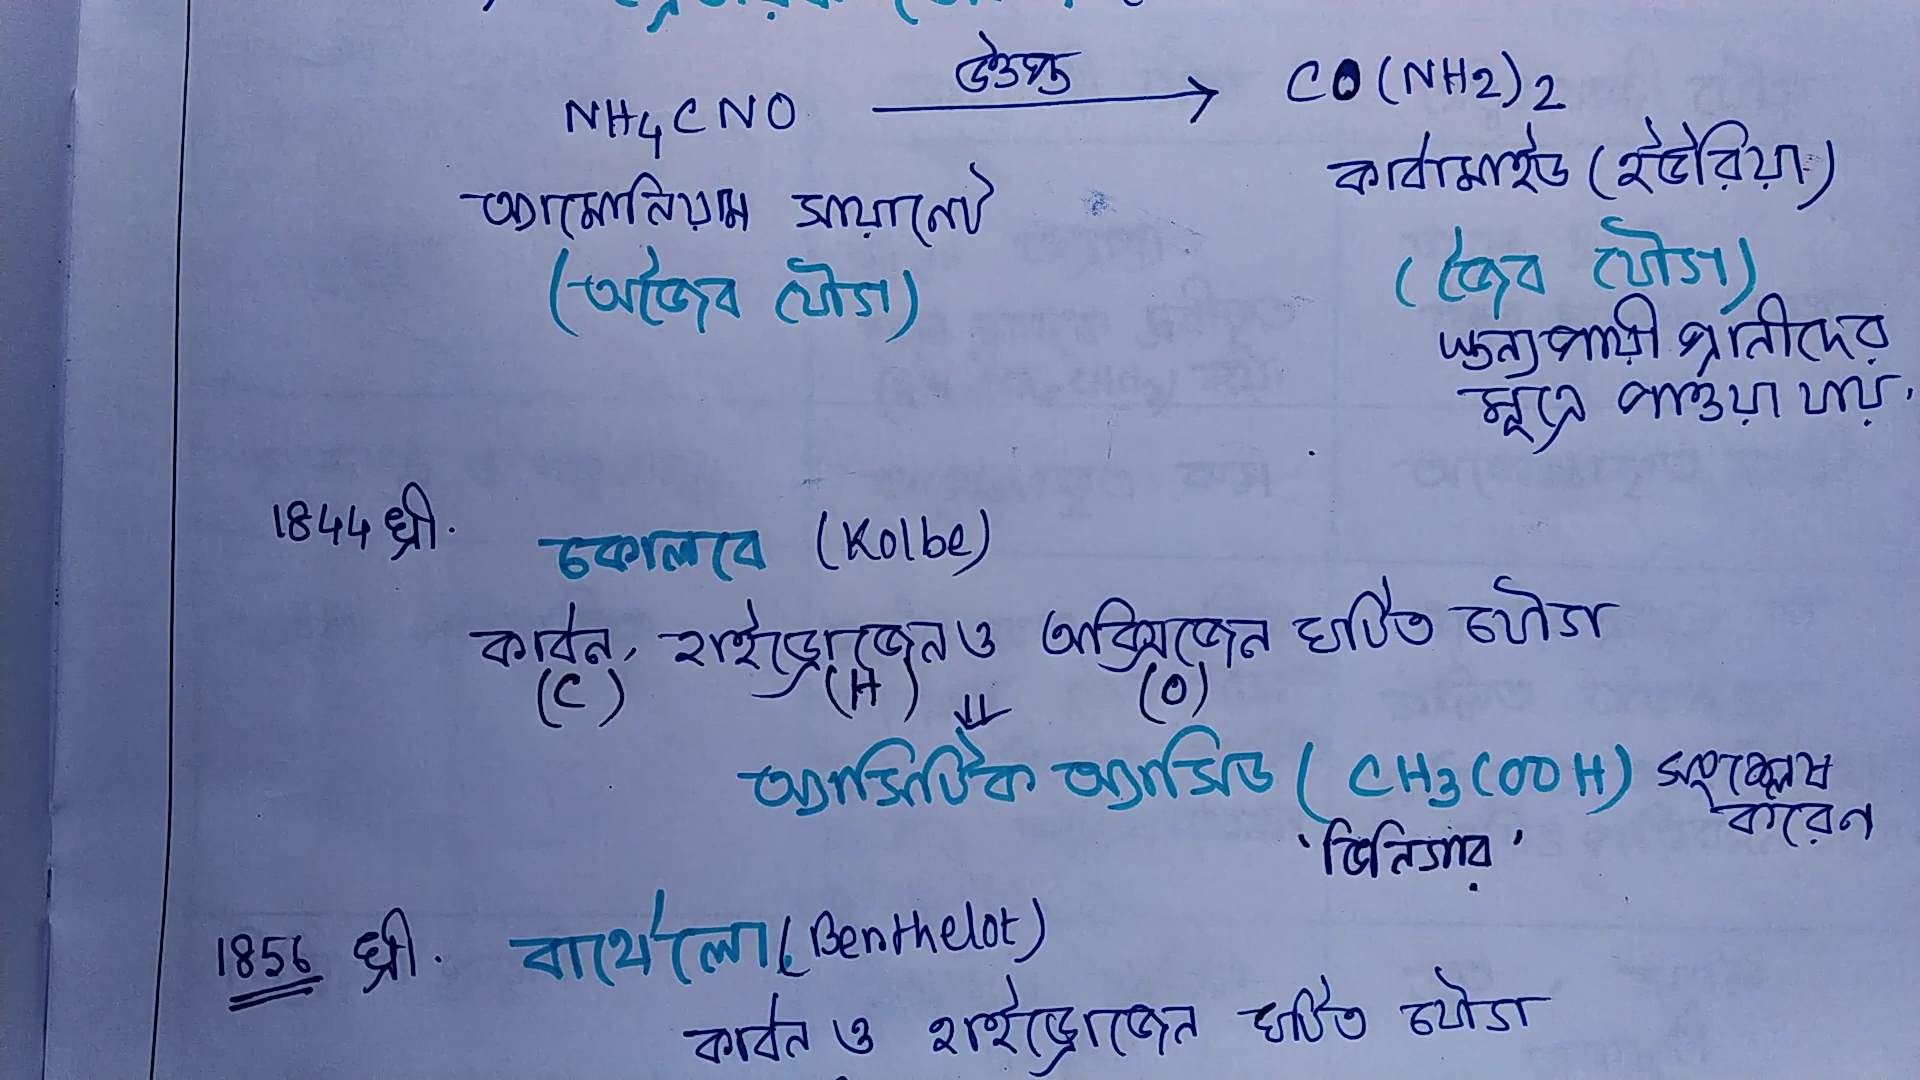 উত্তপ্ত
NH4CNO ⟶ CO(NH2)2
অ্যামোনিয়াম সায়ানেট কার্বামাইড (ইউরিয়া)
(অজৈব যৌগ) (জৈব যৌগ)
স্তন্যপায়ী প্রানীদের
মূত্রে পাওয়া যায়.
1844 খ্রী. কোলবে (Kolbe)
কার্বন, হাইড্রোজেন ও অক্সিজেন ঘটিত যৌগ
(C) (H) (O)
⇓
অ্যাসিটিক অ্যাসিড (CH3COOH) সংশ্লেষ
করেন
'ভিনিগার'
1856 খ্রী. বার্থেলো (Benthelot)
কার্বন ও হাইড্রোজেন ঘটিত যৌগ